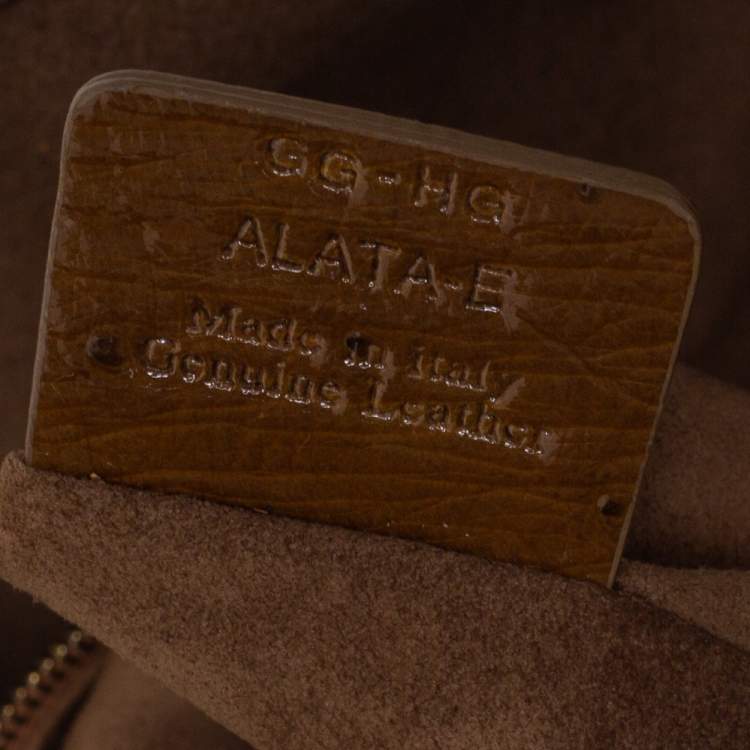 GG-HG
ALATA-E
Made in italy
Genuine Leather